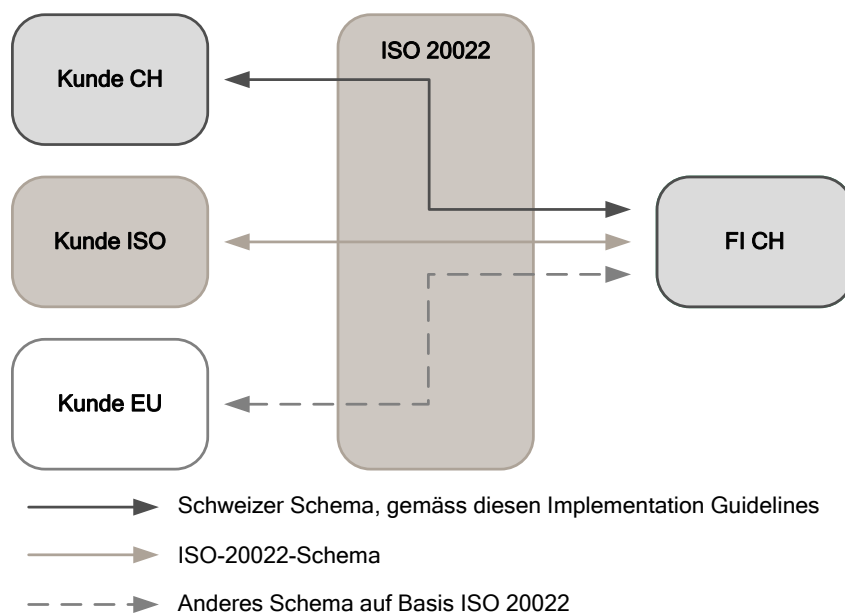 ISO 20022
Kunde CH
Kunde ISO
FI CH
Kunde EU
Schweizer Schema, gemäss diesen Implementation Guidelines
ISO-20022-Schema
Anderes Schema auf Basis ISO 20022